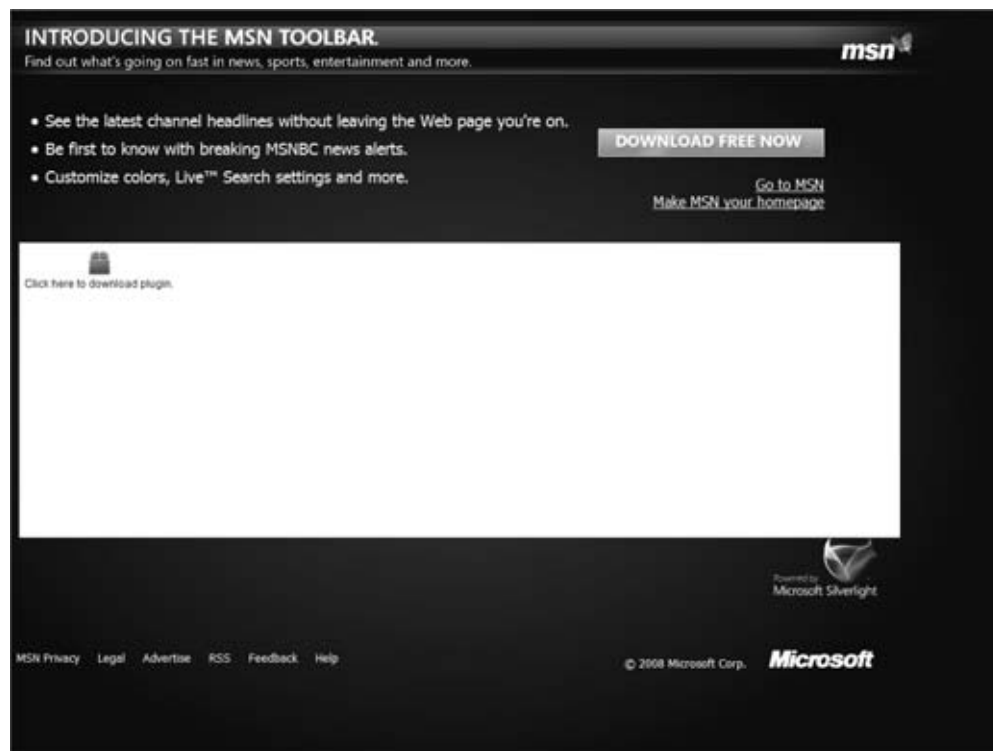 INTRODUCING THE MSN TOOLBAR.
Find out what's going on fast in news, sports, entertainment and more.
msn
• See the latest channel headlines without leaving the Web page you're on.
• Be first to know with breaking MSNBC news alerts.
• Customize colors, Live™ Search settings and more.
DOWNLOAD FREE NOW
Go to MSN
Make MSN your homepage
Click here to download plugin.
Powered by
Microsoft Silverlight
MSN Privacy Legal Advertise RSS Feedback Help
© 2008 Microsoft Corp. Microsoft